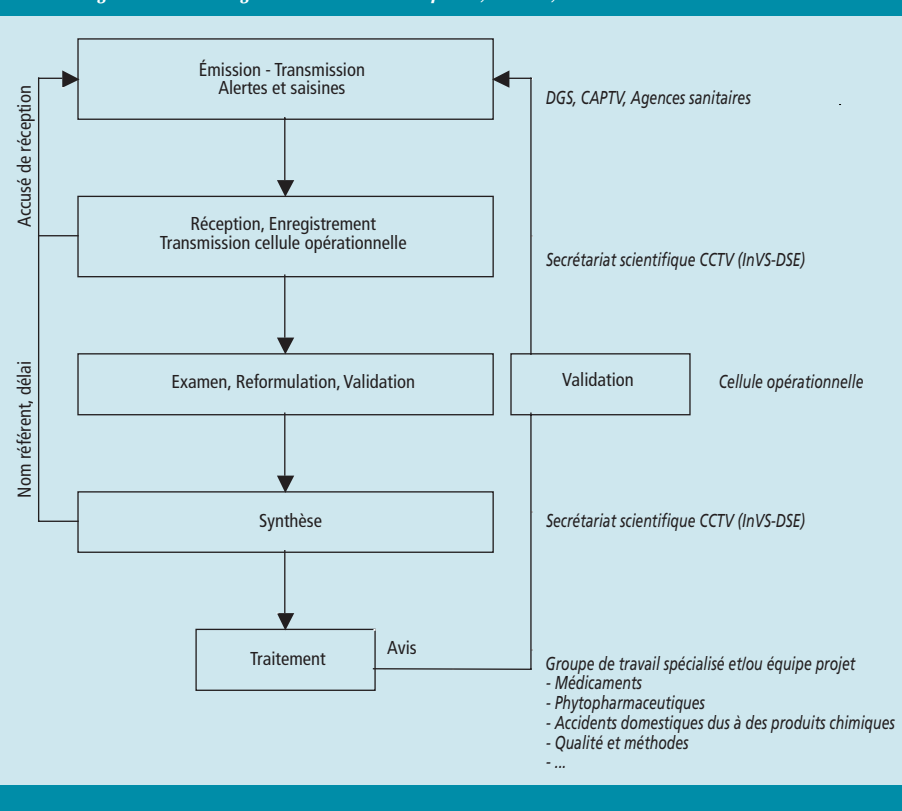 Émission - Transmission
Alertes et saisines
DGS, CAPTV, Agences sanitaires
Accusé de réception
Réception, Enregistrement
Transmission cellule opérationnelle
Secrétariat scientifique CCTV (InVS-DSE)
Nom référent, délai
Examen, Reformulation, Validation
Validation
Cellule opérationnelle
Synthèse
Secrétariat scientifique CCTV (InVS-DSE)
Traitement
Avis
Groupe de travail spécialisé et/ou équipe projet
- Médicaments
- Phytopharmaceutiques
- Accidents domestiques dus à des produits chimiques
- Qualité et méthodes
- ...